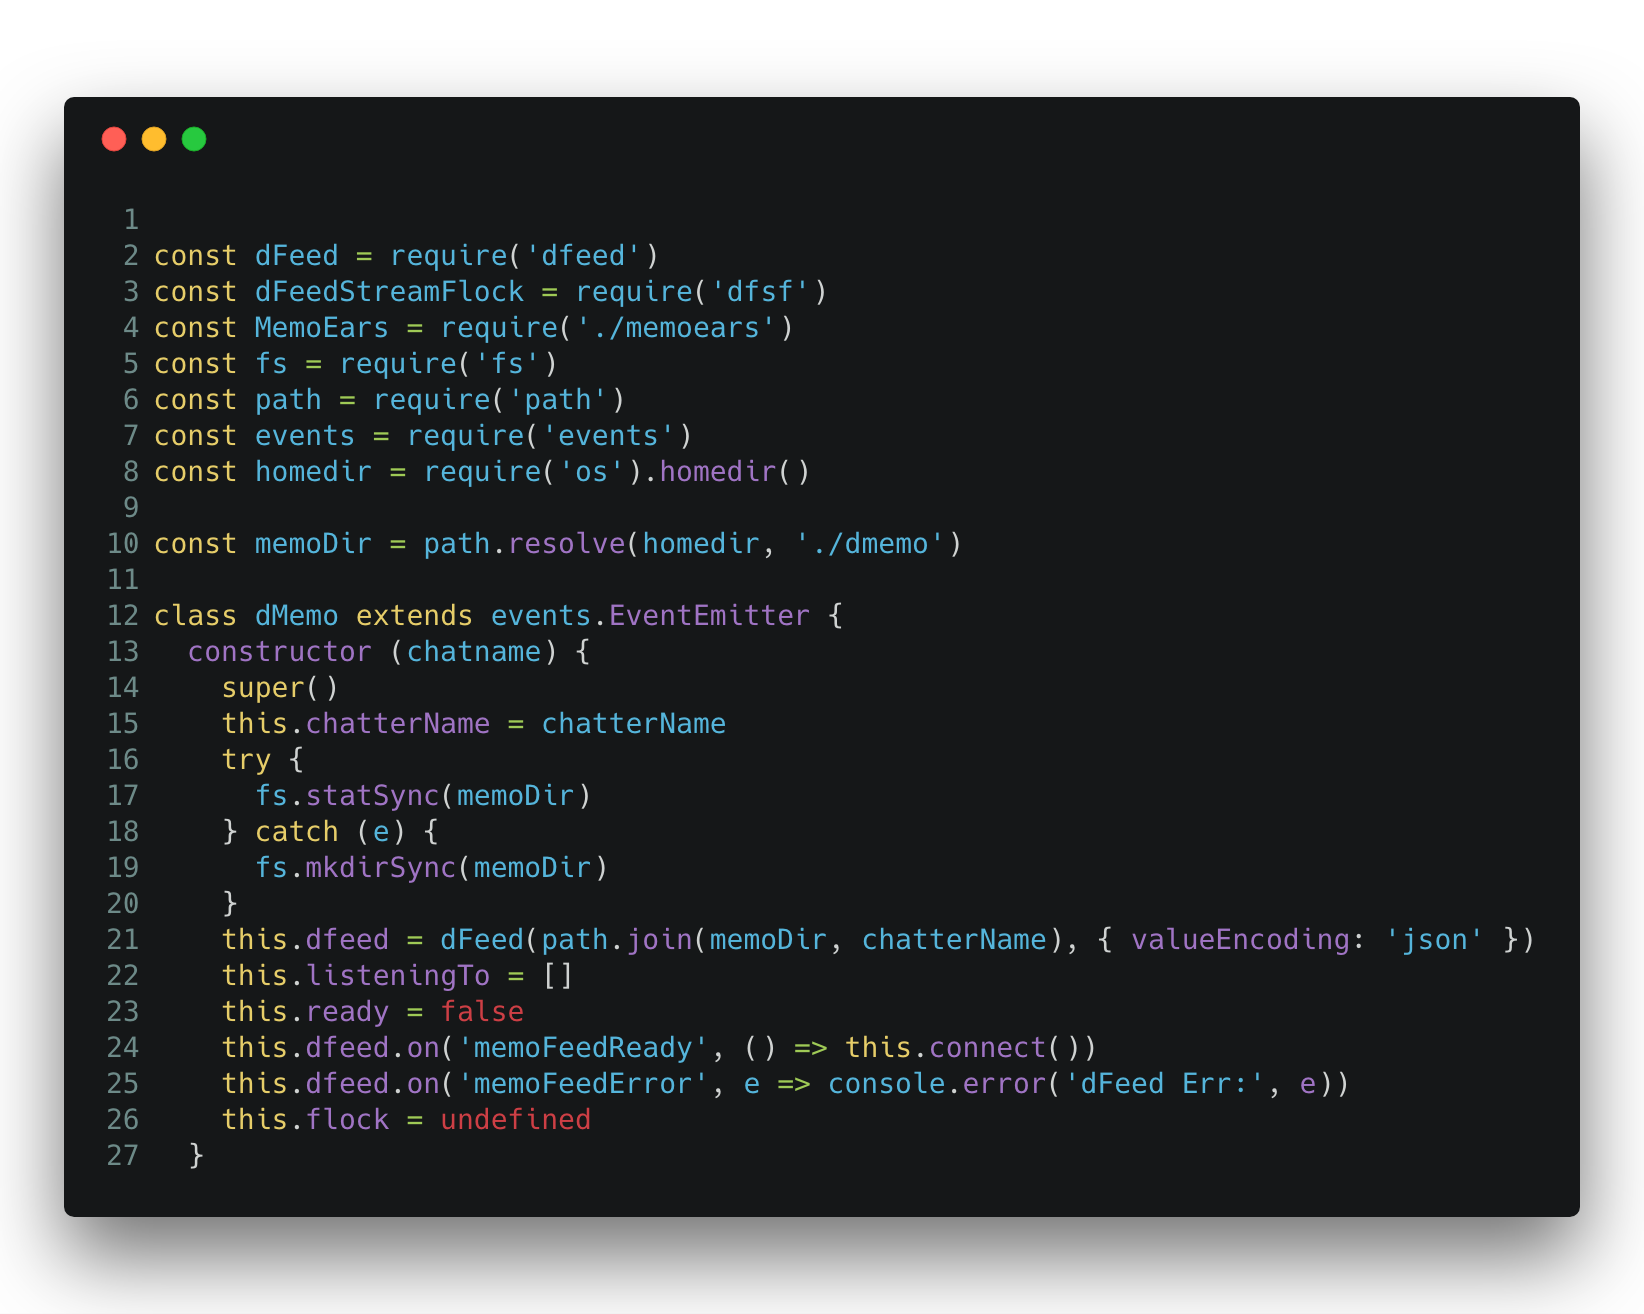 1
2 const dFeed = require('dfeed')
3 const dFeedStreamFlock = require('dfsf')
4 const MemoEars = require('./memoears')
5 const fs = require('fs')
6 const path = require('path')
7 const events = require('events')
8 const homedir = require('os').homedir()
9
10 const memoDir = path.resolve(homedir, './dmemo')
11
12 class dMemo extends events.EventEmitter {
13   constructor (chatname) {
14     super()
15     this.chatterName = chatterName
16     try {
17       fs.statSync(memoDir)
18     } catch (e) {
19       fs.mkdirSync(memoDir)
20     }
21     this.dfeed = dFeed(path.join(memoDir, chatterName), { valueEncoding: 'json' })
22     this.listeningTo = []
23     this.ready = false
24     this.dfeed.on('memoFeedReady', () => this.connect())
25     this.dfeed.on('memoFeedError', e => console.error('dFeed Err:', e))
26     this.flock = undefined
27   }